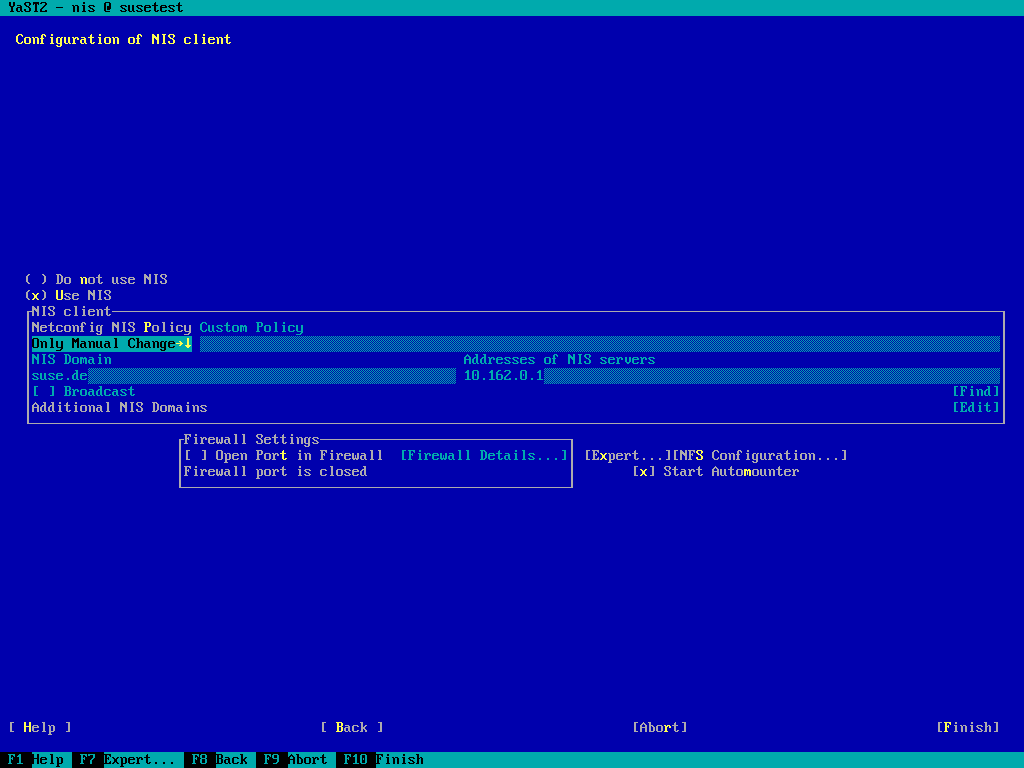 YaST2 - nis @ susetest
Configuration of NIS client
( ) Do not use NIS
(x) Use NIS
NIS client
Netconfig NIS Policy Custom Policy
Only Manual Change→↓
NIS Domain Addresses of NIS servers
suse.de 10.162.0.1
[ ] Broadcast [Find]
Additional NIS Domains [Edit]
Firewall Settings
[ ] Open Port in Firewall [Firewall Details...] [Expert...][NFS Configuration...]
Firewall port is closed [x] Start Automounter
[ Help ] [ Back ] [Abort] [Finish]
F1 Help F7 Expert... F8 Back F9 Abort F10 Finish